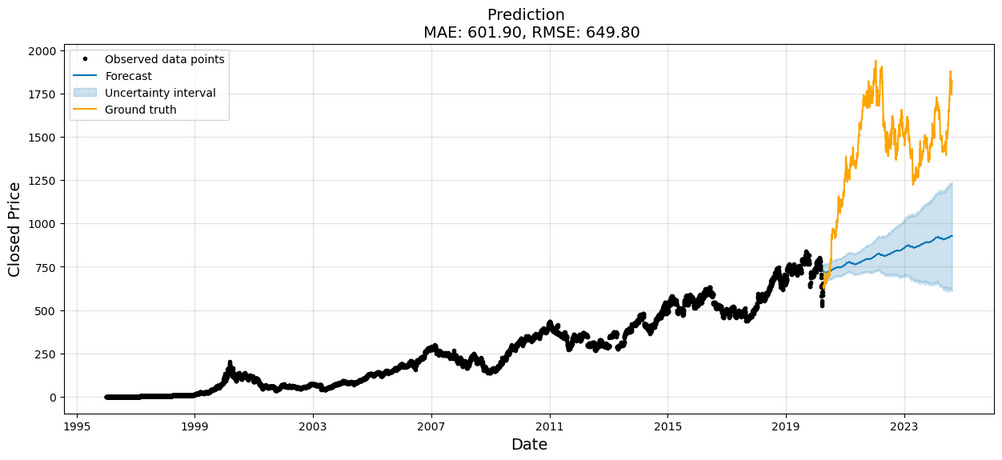 Prediction
MAE: 601.90, RMSE: 649.80
Observed data points
Forecast
Uncertainty interval
Ground truth
Closed Price
2000
1750
1500
1250
1000
750
500
250
0
1995
1999
2003
2007
2011
2015
2019
2023
Date